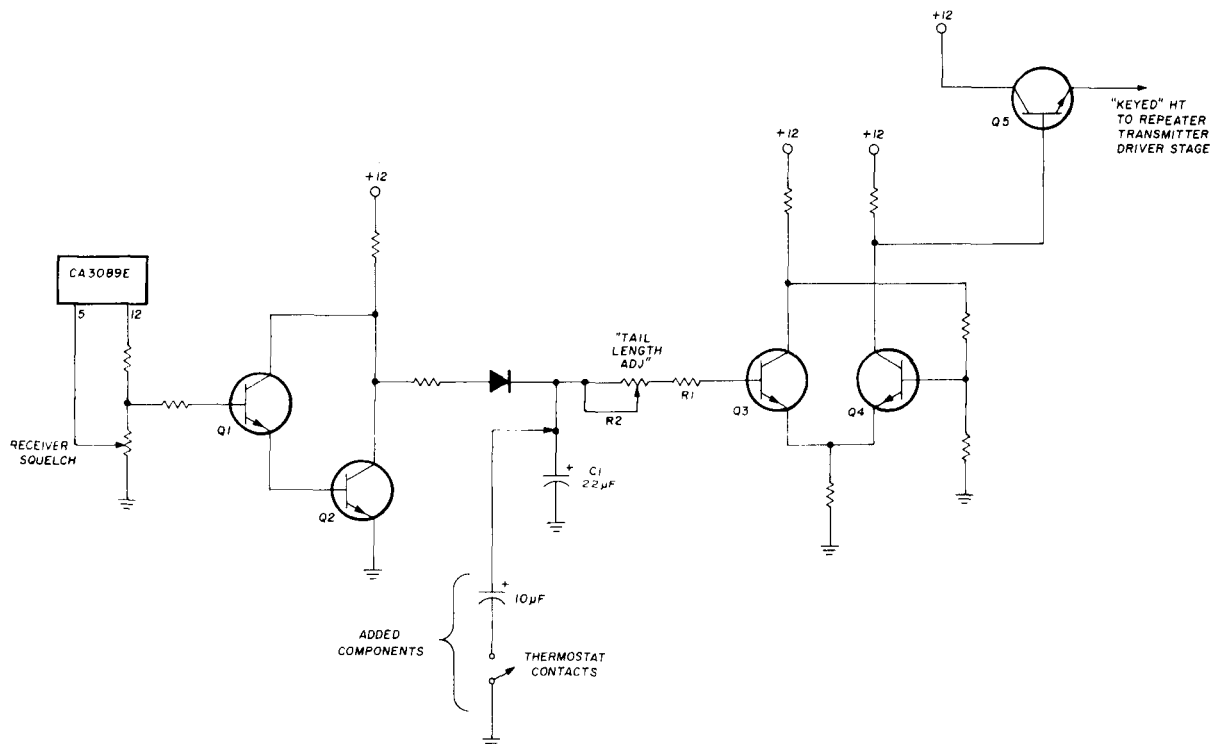 +12
Q5
"KEYED" HT
TO REPEATER
TRANSMITTER
DRIVER STAGE
+12
+12
+12
CA3089E
5
12
"TAIL
LENGTH
ADJ"
R1
R2
Q3
Q4
Q1
RECEIVER
SQUELCH
+
C1
22µF
Q2
+
10µF
ADDED
COMPONENTS
THERMOSTAT
CONTACTS